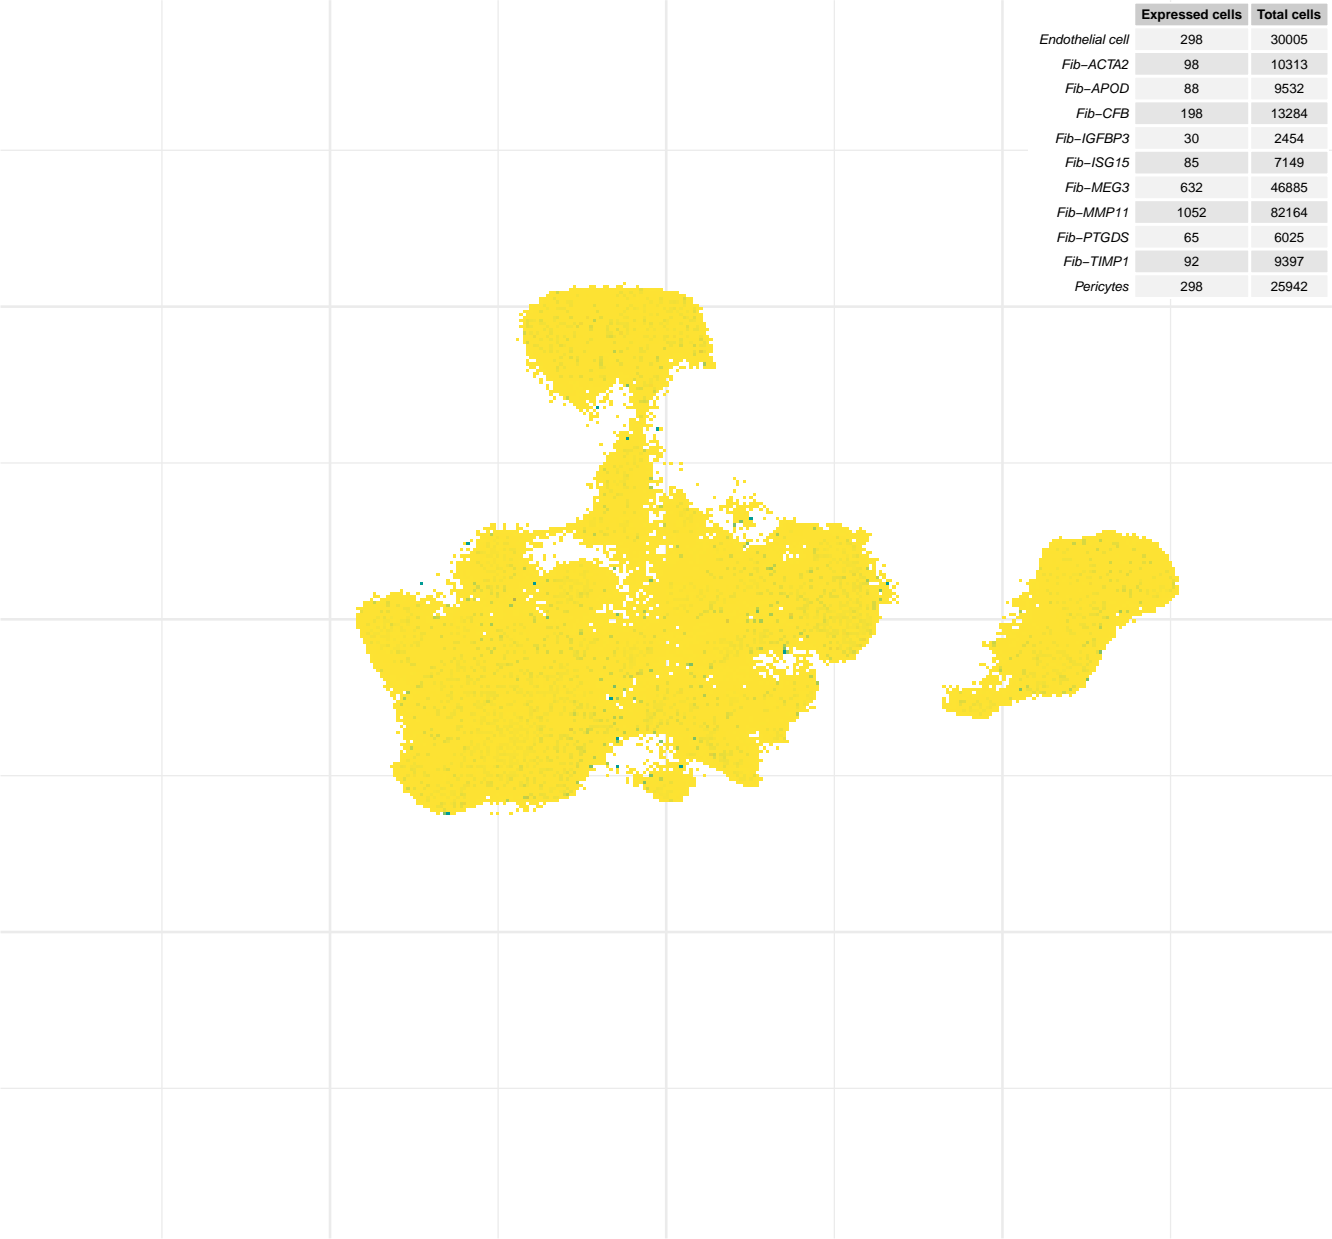 Expressed cells Total cells
Endothelial cell 298 30005
Fib−ACTA2 98 10313
Fib−APOD 88 9532
Fib−CFB 198 13284
Fib−IGFBP3 30 2454
Fib−ISG15 85 7149
Fib−MEG3 632 46885
Fib−MMP11 1052 82164
Fib−PTGDS 65 6025
Fib−TIMP1 92 9397
Pericytes 298 25942